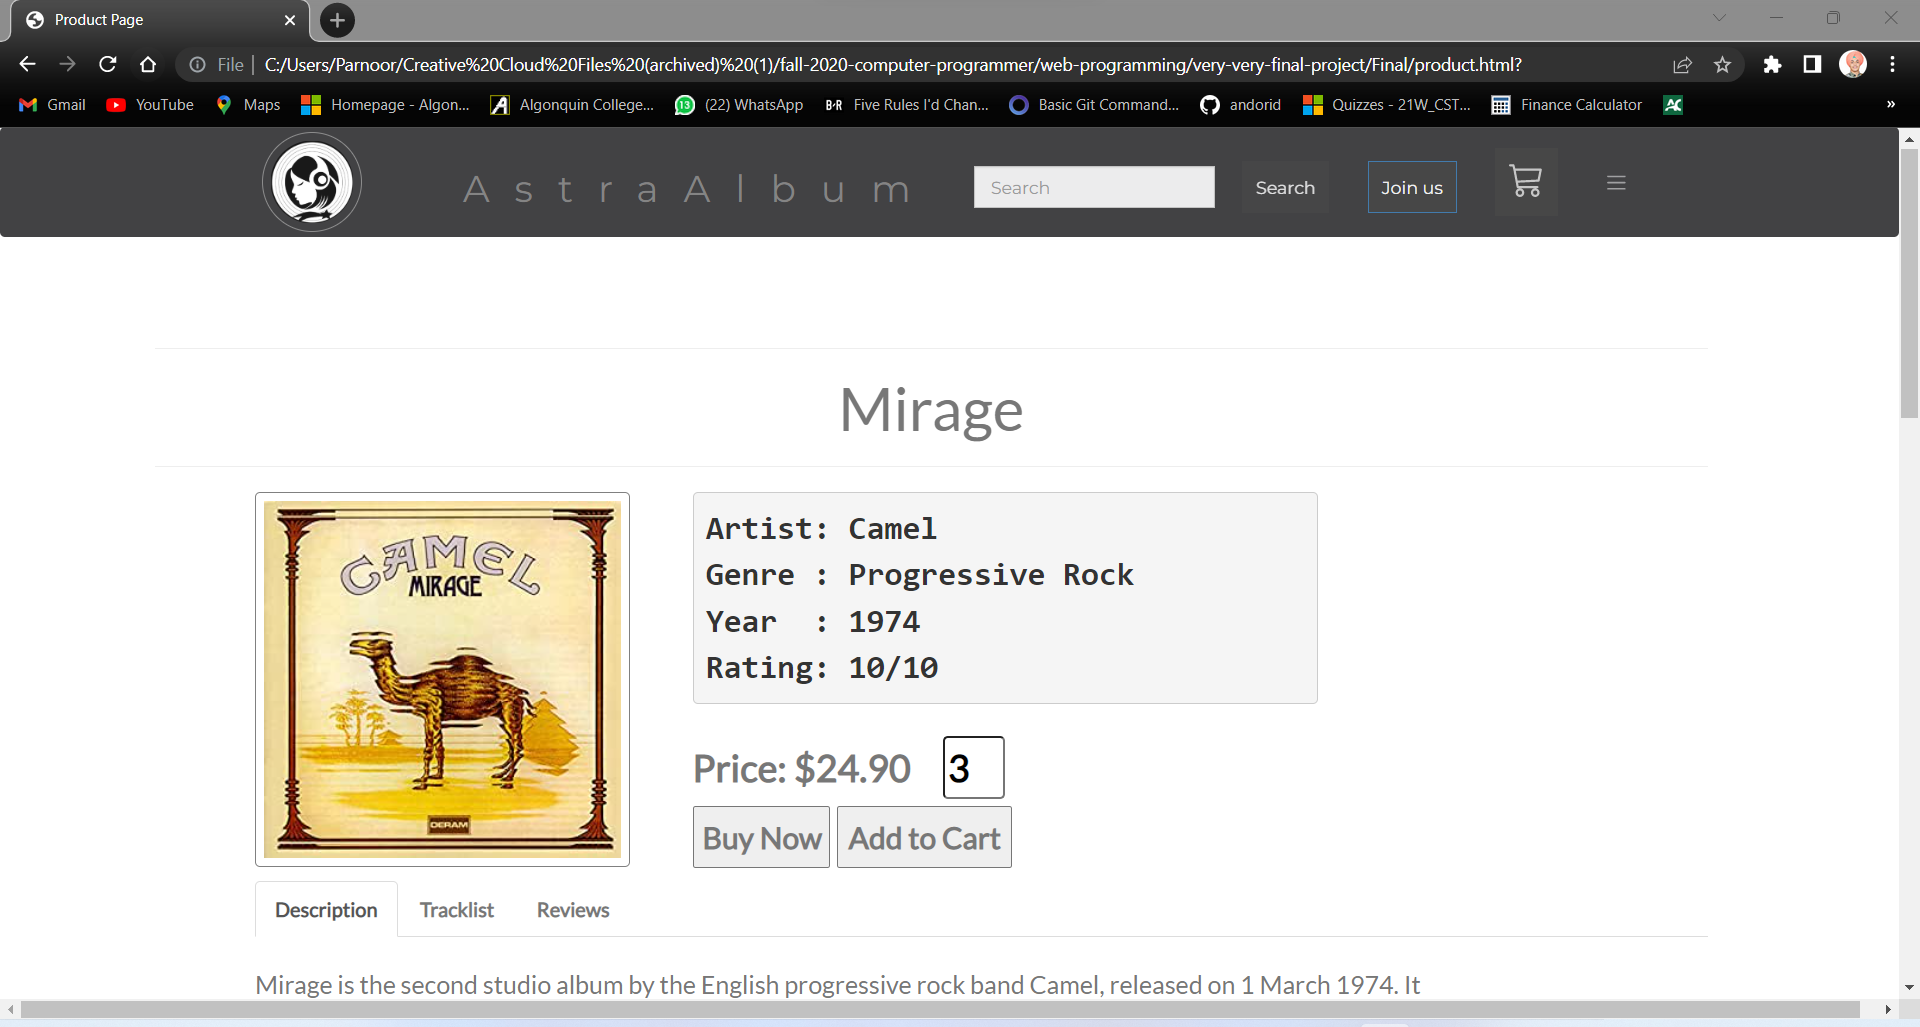 Product Page
File | C:/Users/Parnoor/Creative%20Cloud%20Files%20(archived)%20(1)/fall-2020-computer-programmer/web-programming/very-very-final-project/Final/product.html?
Gmail YouTube Maps Homepage - Algon... Algonquin College... 13 (22) WhatsApp B·R Five Rules I'd Chan... Basic Git Command... andorid Quizzes - 21W_CST... Finance Calculator AC »
AstraAlbum Search Search Join us
Mirage
CAMEL
MIRAGE
DERAM
Artist: Camel
Genre : Progressive Rock
Year  : 1974
Rating: 10/10
Price: $24.90 3
Buy Now Add to Cart
Description Tracklist Reviews
Mirage is the second studio album by the English progressive rock band Camel, released on 1 March 1974. It